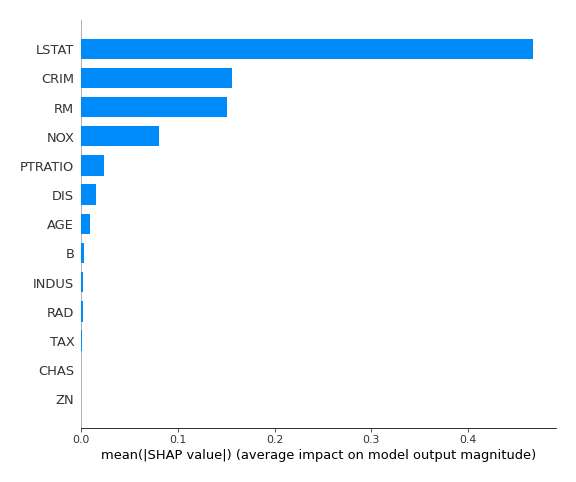 LSTAT
CRIM
RM
NOX
PTRATIO
DIS
AGE
B
INDUS
RAD
TAX
CHAS
ZN
0.0 0.1 0.2 0.3 0.4
mean(|SHAP value|) (average impact on model output magnitude)